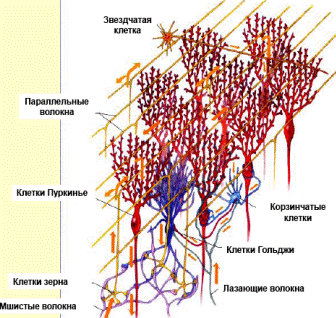 Звездчатая
клетка
Параллельные
волокна
Клетки Пуркинье
Корзинчатые
клетки
Клетки Гольджи
Клетки зерна
Лазающие волокна
Мшистые волокна